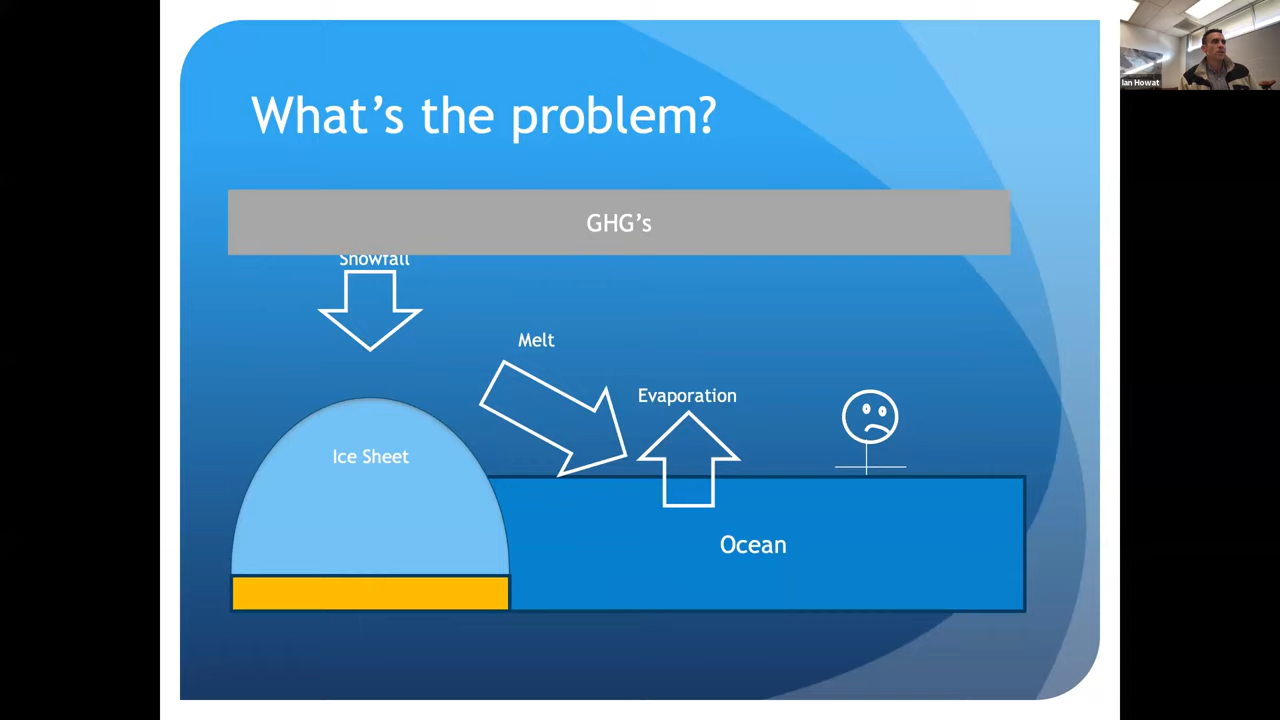 What's the problem?
Ian Howat
GHG's
Snowfall
Melt
Evaporation
Ice Sheet
Ocean